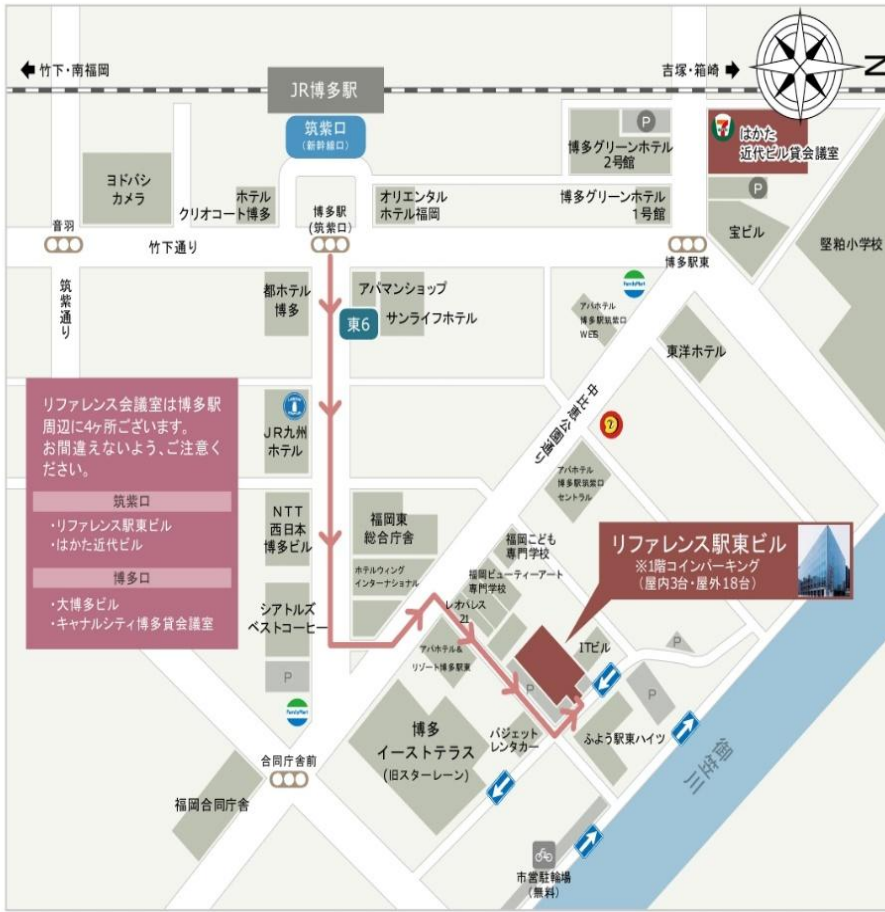 竹下・南福岡
吉塚・箱崎
N
JR博多駅
筑紫口
(新幹線口)
P
博多グリーンホテル
2号館
はかた
近代ビル貸会議室
ヨドバシ
カメラ
ホテル
クリオコート博多
博多駅
(筑紫口)
オリエンタル
ホテル福岡
博多グリーンホテル
1号館
P
宝ビル
音羽
竹下通り
博多駅東
堅粕小学校
筑紫通り
都ホテル
博多
アパマンショップ
東6
サンライフホテル
FamilyMart
アパホテル
博多駅筑紫口
WEST
東洋ホテル
中比恵公園通り
リファレンス会議室は博多駅
周辺に4ヶ所ございます。
お間違えないよう、ご注意く
ださい。
筑紫口
・リファレンス駅東ビル
・はかた近代ビル
博多口
・大博多ビル
・キャナルシティ博多貸会議室
LAWSON
JR九州
ホテル
アパホテル
博多駅筑紫口
セントラル
NTT
西日本
博多ビル
福岡東
総合庁舎
ホテルウィング
インターナショナル
福岡こども
専門学校
福岡ビューティーアート
専門学校
レオパレス
21
リファレンス駅東ビル
※1階コインパーキング
(屋内3台・屋外18台)
シアトルズ
ベストコーヒー
P
アパホテル&
リゾート博多駅東
ITビル
P
P
P
FamilyMart
博多
イーストテラス
(旧スターレーン)
バジェット
レンタカー
ふよう駅東ハイツ
御笠川
合同庁舎前
福岡合同庁舎
市営駐輪場
(無料)